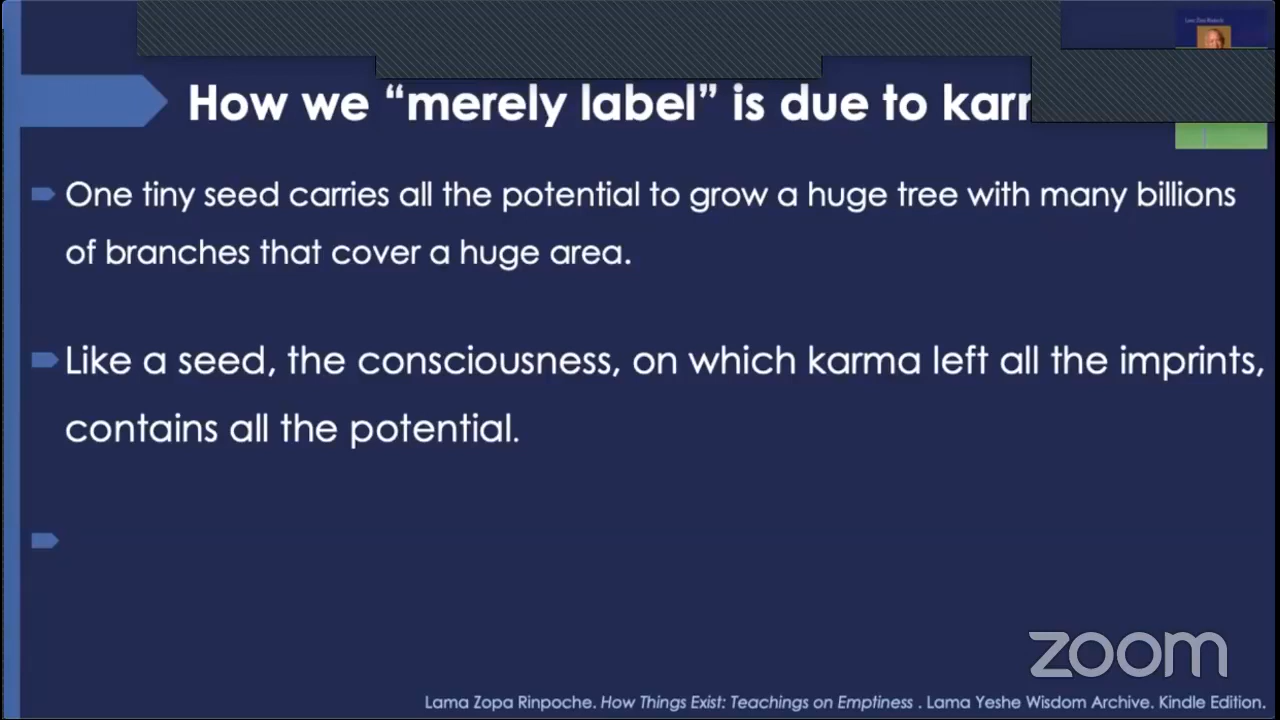 How we “merely label” is due to
One tiny seed carries all the potential to grow a huge tree with many billions
of branches that cover a huge area.
Like a seed, the consciousness, on which karma left all the imprints,
contains all the potential.
zoom
Lama Zopa Rinpoche. How Things Exist: Teachings on Emptiness . Lama Yeshe Wisdom Archive. Kindle Edition.